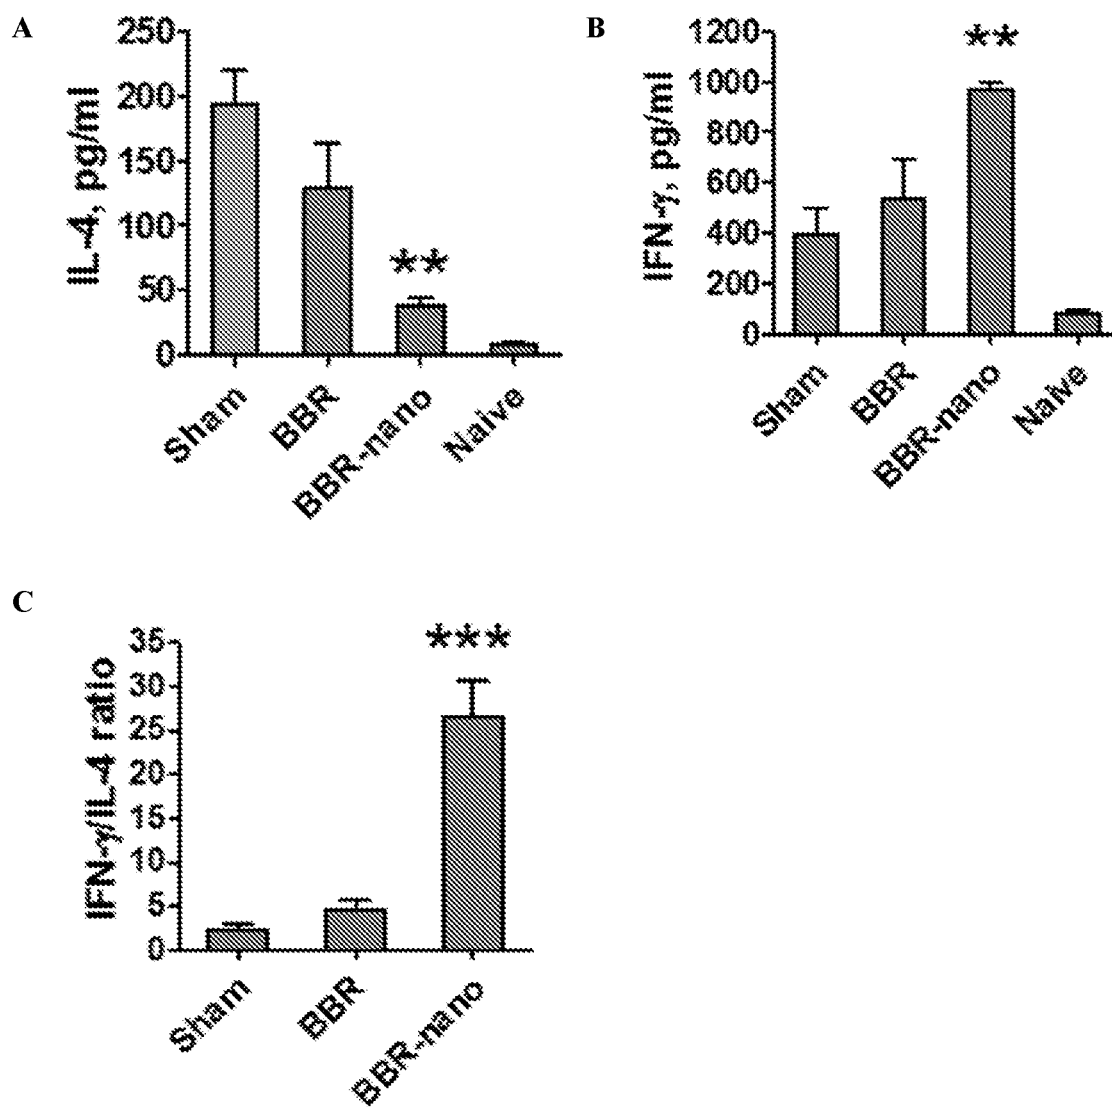 A
IL-4, pg/ml
250
200
150
100
50
0
**
Sham
BBR
BBR-nano
Naive
B
IFN-γ, pg/ml
1200
1000
800
600
400
200
0
**
Sham
BBR
BBR-nano
Naive
C
IFN-γ/IL-4 ratio
35
30
25
20
15
10
5
0
***
Sham
BBR
BBR-nano